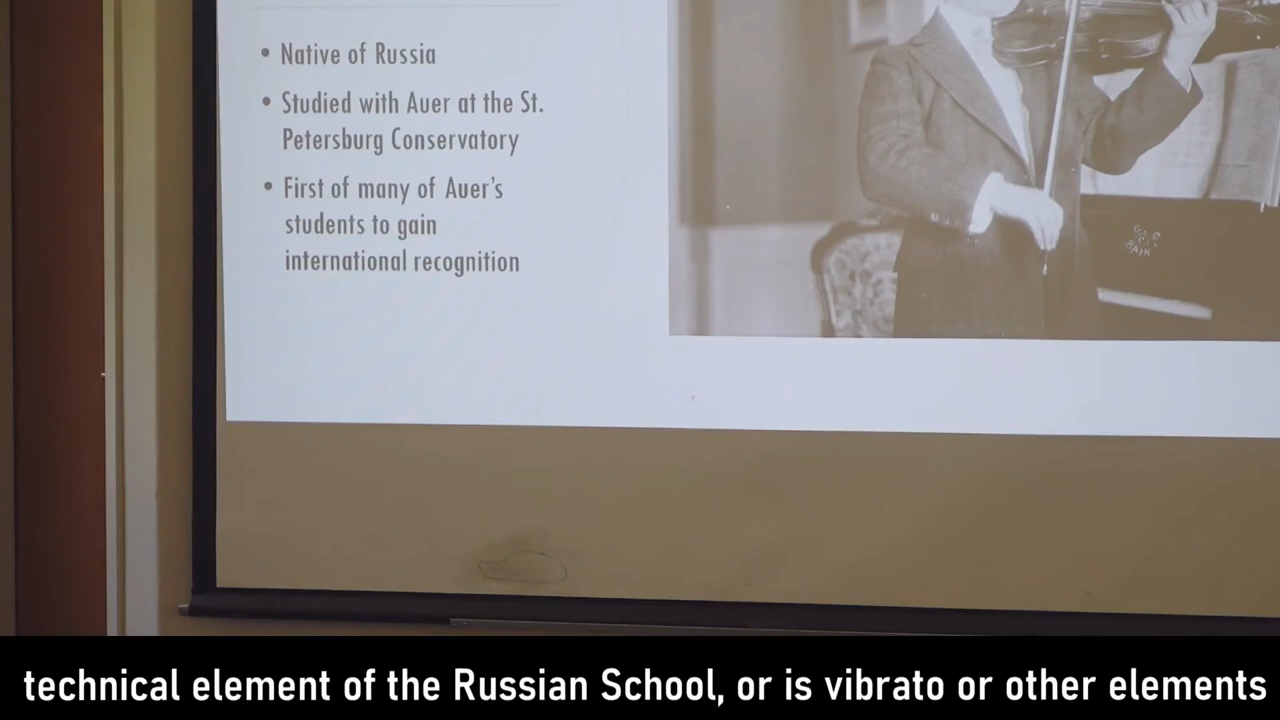 • Native of Russia
• Studied with Auer at the St.
Petersburg Conservatory
• First of many of Auer’s
students to gain
international recognition
technical element of the Russian School, or is vibrato or other elements